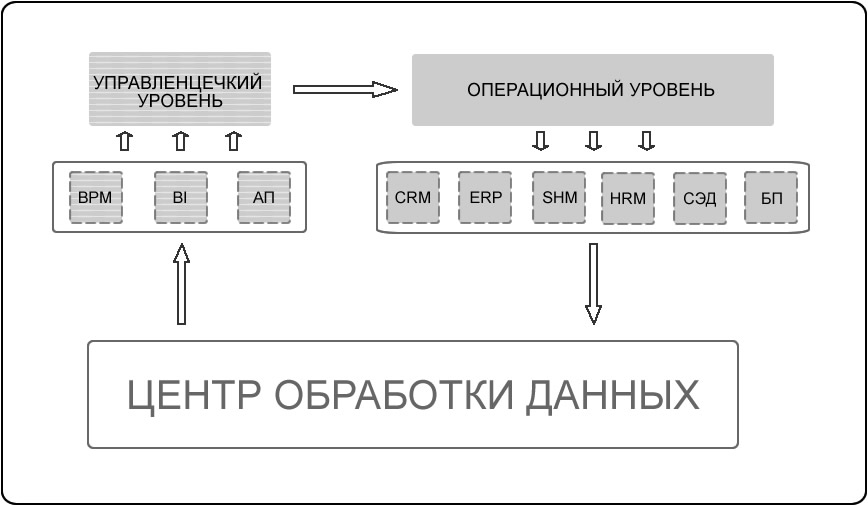 УПРАВЛЕНЦЕЧКИЙ
УРОВЕНЬ
ОПЕРАЦИОННЫЙ УРОВЕНЬ
BPM
BI
АП
CRM
ERP
SHM
HRM
СЭД
БП
ЦЕНТР ОБРАБОТКИ ДАННЫХ